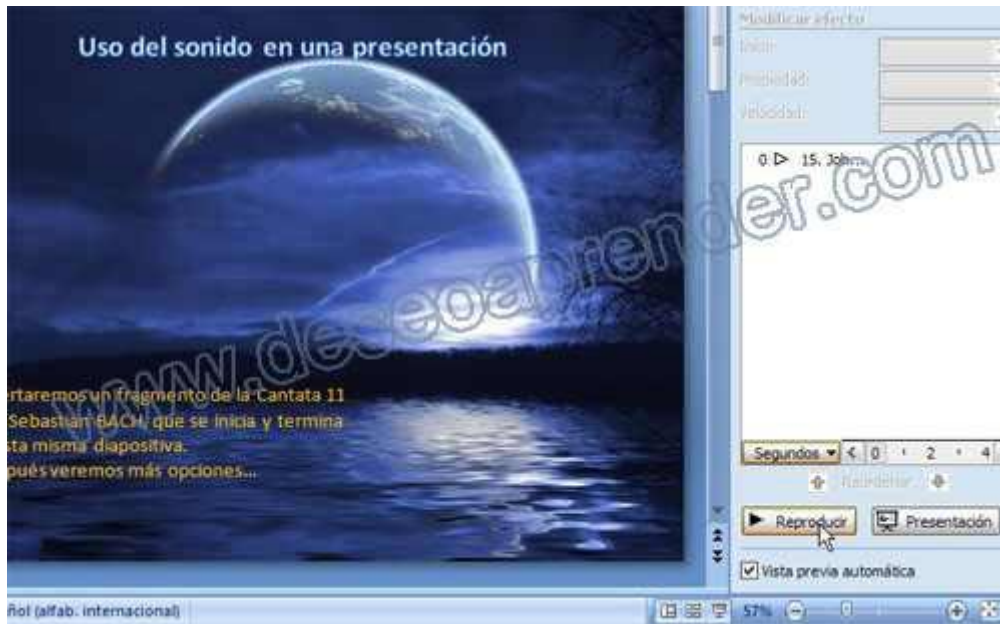 Uso del sonido en una presentación
ertaremos un fragmento de la Cantata 11
Sebastian BACH, que se inicia y termina
sta misma diapositiva.
pués veremos más opciones...
ñol (alfab. internacional)
Modificar efecto
Iniciar:
Propiedad:
Velocidad:
0 15. Joh...
Segundos 0 2 4
Reordenar
Reproducir Presentación
Vista previa automática
57%
www.deseoaprender.com